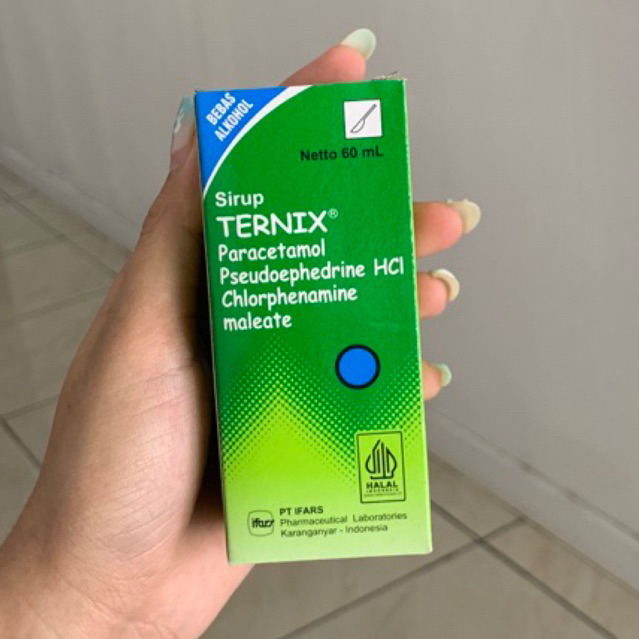 BEBAS
ALKOHOL
Netto 60 mL
Sirup
TERNIX®
Paracetamol
Pseudoephedrine HCl
Chlorphenamine
maleate
HALAL
INDONESIA
ifars
PT IFARS
Pharmaceutical Laboratories
Karanganyar - Indonesia